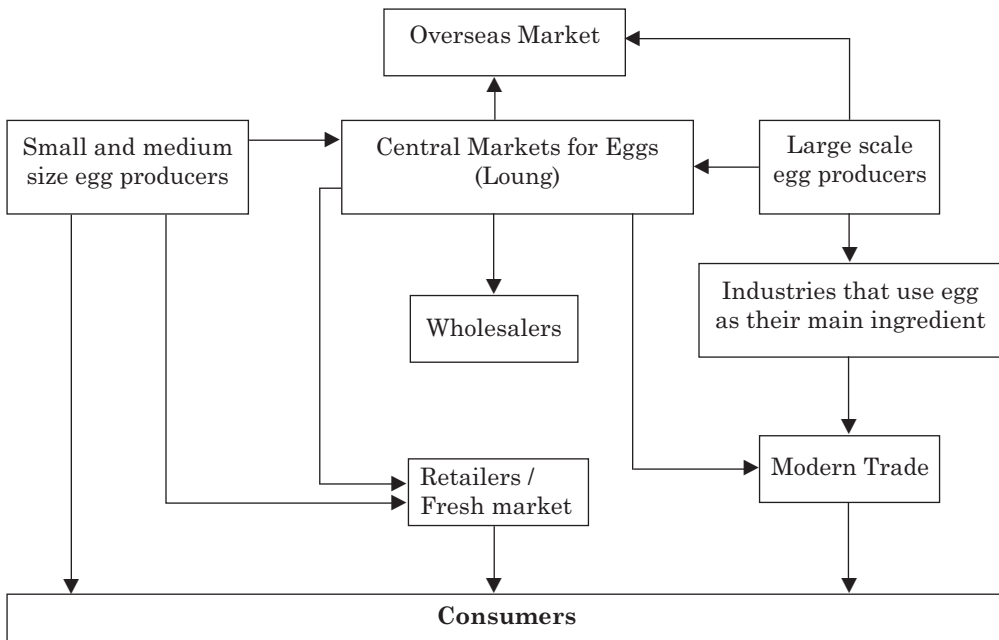 Overseas Market
Small and medium
size egg producers
Central Markets for Eggs
(Loung)
Large scale
egg producers
Industries that use egg
as their main ingredient
Wholesalers
Retailers /
Fresh market
Modern Trade
Consumers